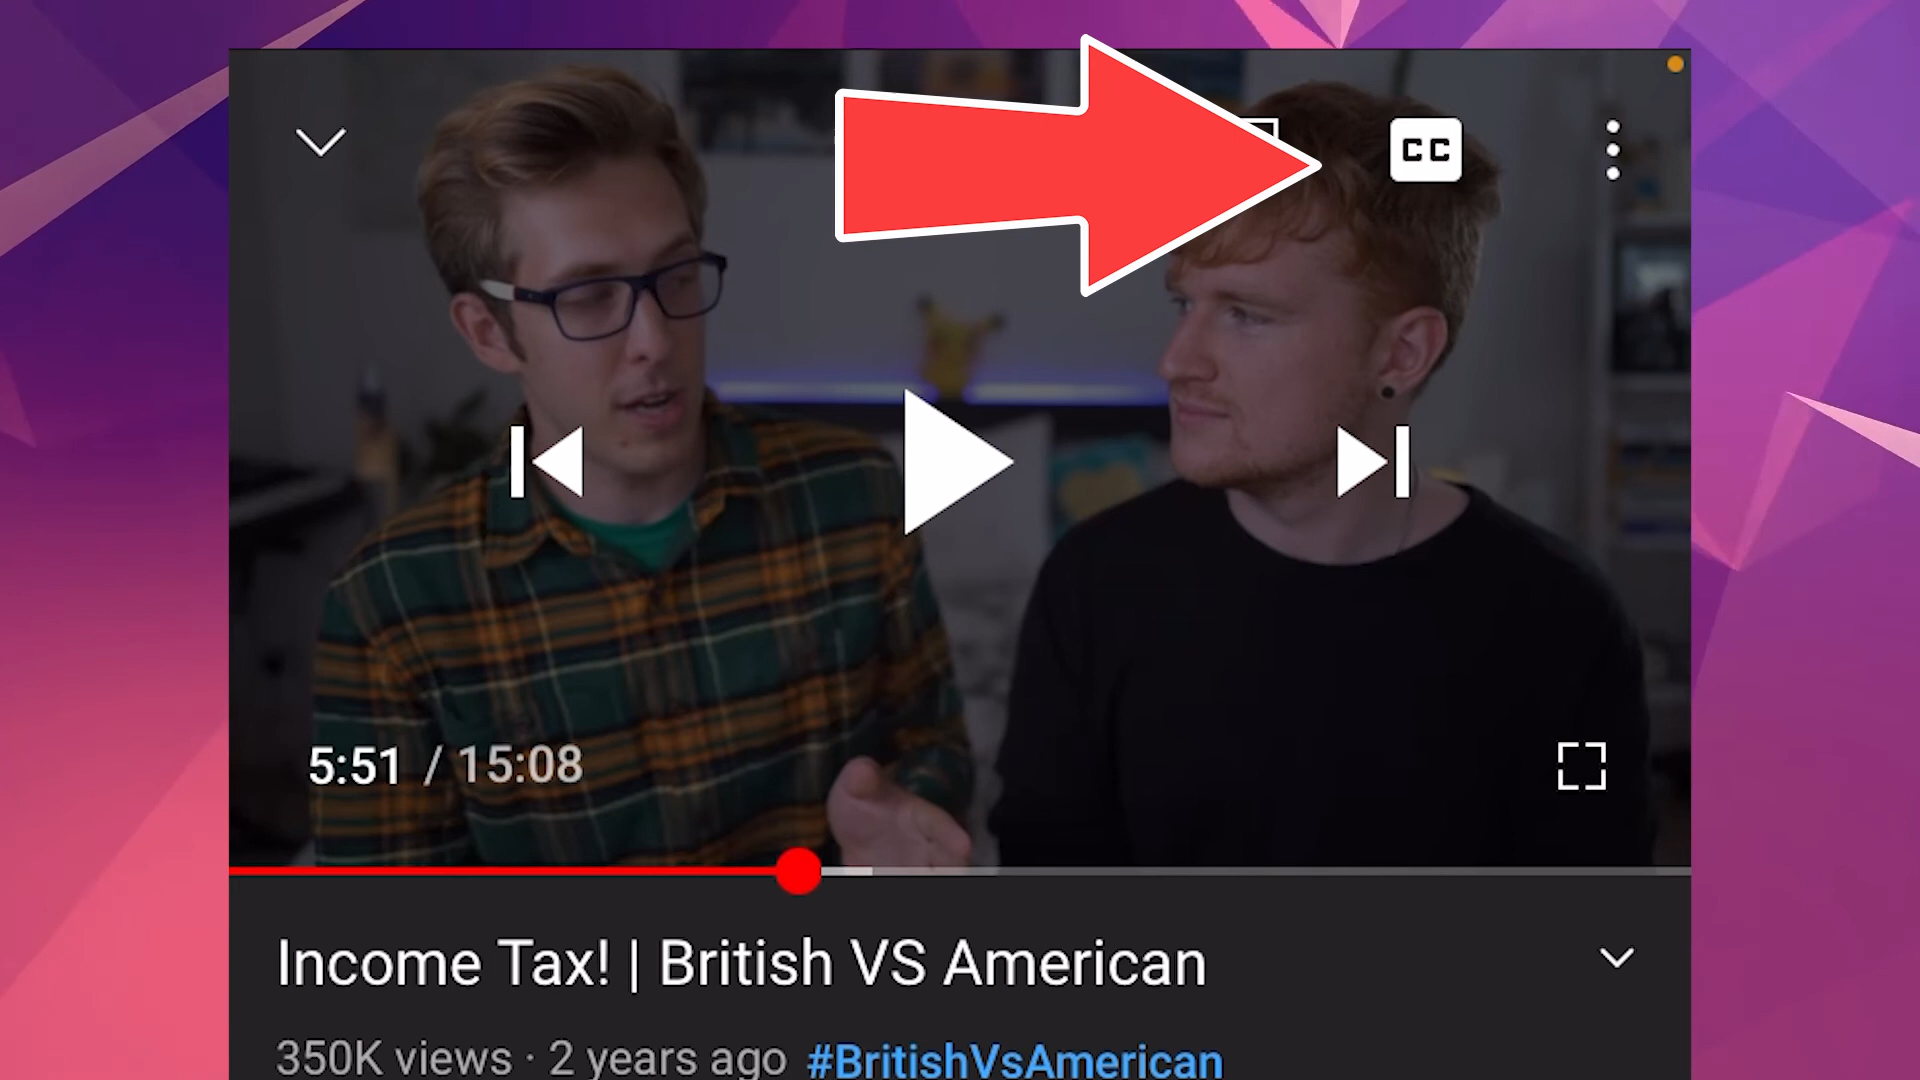 CC
5:51 / 15:08
Income Tax! | British VS American
350K views · 2 years ago #BritishVsAmerican